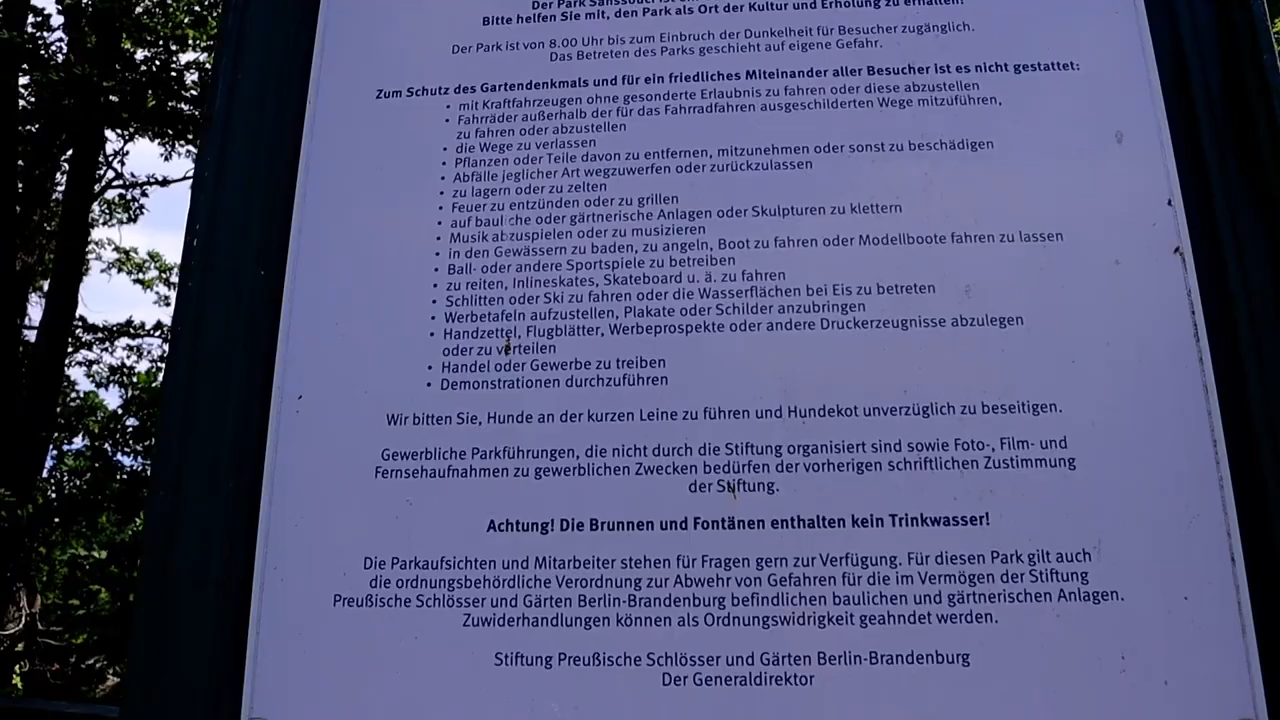 Der Park Sanssouci ist
Bitte helfen Sie mit, den Park als Ort der Kultur und Erholung zu erhalten!
Der Park ist von 8.00 Uhr bis zum Einbruch der Dunkelheit für Besucher zugänglich.
Das Betreten des Parks geschieht auf eigene Gefahr.
Zum Schutz des Gartendenkmals und für ein friedliches Miteinander aller Besucher ist es nicht gestattet:
• mit Kraftfahrzeugen ohne gesonderte Erlaubnis zu fahren oder diese abzustellen
• Fahrräder außerhalb der für das Fahrradfahren ausgeschilderten Wege mitzuführen,
zu fahren oder abzustellen
• die Wege zu verlassen
• Pflanzen oder Teile davon zu entfernen, mitzunehmen oder sonst zu beschädigen
• Abfälle jeglicher Art wegzuwerfen oder zurückzulassen
• zu lagern oder zu zelten
• Feuer zu entzünden oder zu grillen
• auf bauliche oder gärtnerische Anlagen oder Skulpturen zu klettern
• Musik abzuspielen oder zu musizieren
• in den Gewässern zu baden, zu angeln, Boot zu fahren oder Modellboote fahren zu lassen
• Ball- oder andere Sportspiele zu betreiben
• zu reiten, Inlineskates, Skateboard u. ä. zu fahren
• Schlitten oder Ski zu fahren oder die Wasserflächen bei Eis zu betreten
• Werbetafeln aufzustellen, Plakate oder Schilder anzubringen
• Handzettel, Flugblätter, Werbeprospekte oder andere Druckerzeugnisse abzulegen
oder zu verteilen
• Handel oder Gewerbe zu treiben
• Demonstrationen durchzuführen
Wir bitten Sie, Hunde an der kurzen Leine zu führen und Hundekot unverzüglich zu beseitigen.
Gewerbliche Parkführungen, die nicht durch die Stiftung organisiert sind sowie Foto-, Film- und
Fernsehaufnahmen zu gewerblichen Zwecken bedürfen der vorherigen schriftlichen Zustimmung
der Stiftung.
Achtung! Die Brunnen und Fontänen enthalten kein Trinkwasser!
Die Parkaufsichten und Mitarbeiter stehen für Fragen gern zur Verfügung. Für diesen Park gilt auch
die ordnungsbehördliche Verordnung zur Abwehr von Gefahren für die im Vermögen der Stiftung
Preußische Schlösser und Gärten Berlin-Brandenburg befindlichen baulichen und gärtnerischen Anlagen.
Zuwiderhandlungen können als Ordnungswidrigkeit geahndet werden.
Stiftung Preußische Schlösser und Gärten Berlin-Brandenburg
Der Generaldirektor